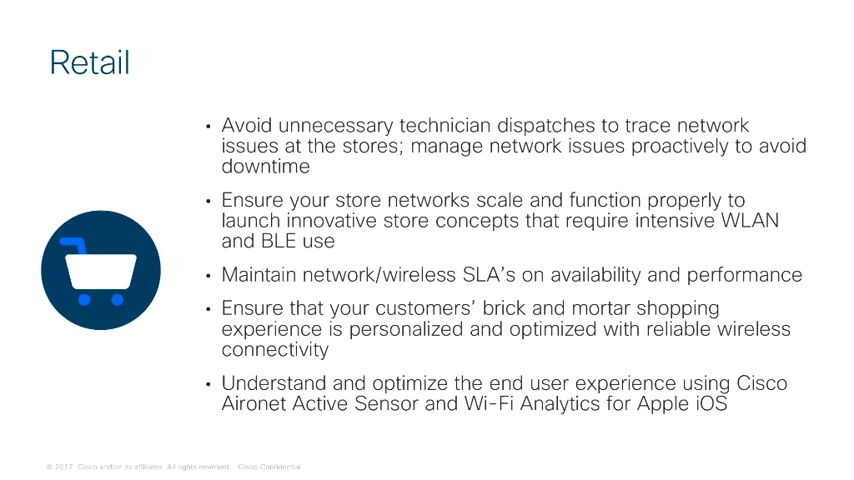 Retail
• Avoid unnecessary technician dispatches to trace network
issues at the stores; manage network issues proactively to avoid
downtime
• Ensure your store networks scale and function properly to
launch innovative store concepts that require intensive WLAN
and BLE use
• Maintain network/wireless SLA's on availability and performance
• Ensure that your customers' brick and mortar shopping
experience is personalized and optimized with reliable wireless
connectivity
• Understand and optimize the end user experience using Cisco
Aironet Active Sensor and Wi-Fi Analytics for Apple iOS
© 2017 Cisco and/or its affiliates. All rights reserved. Cisco Confidential